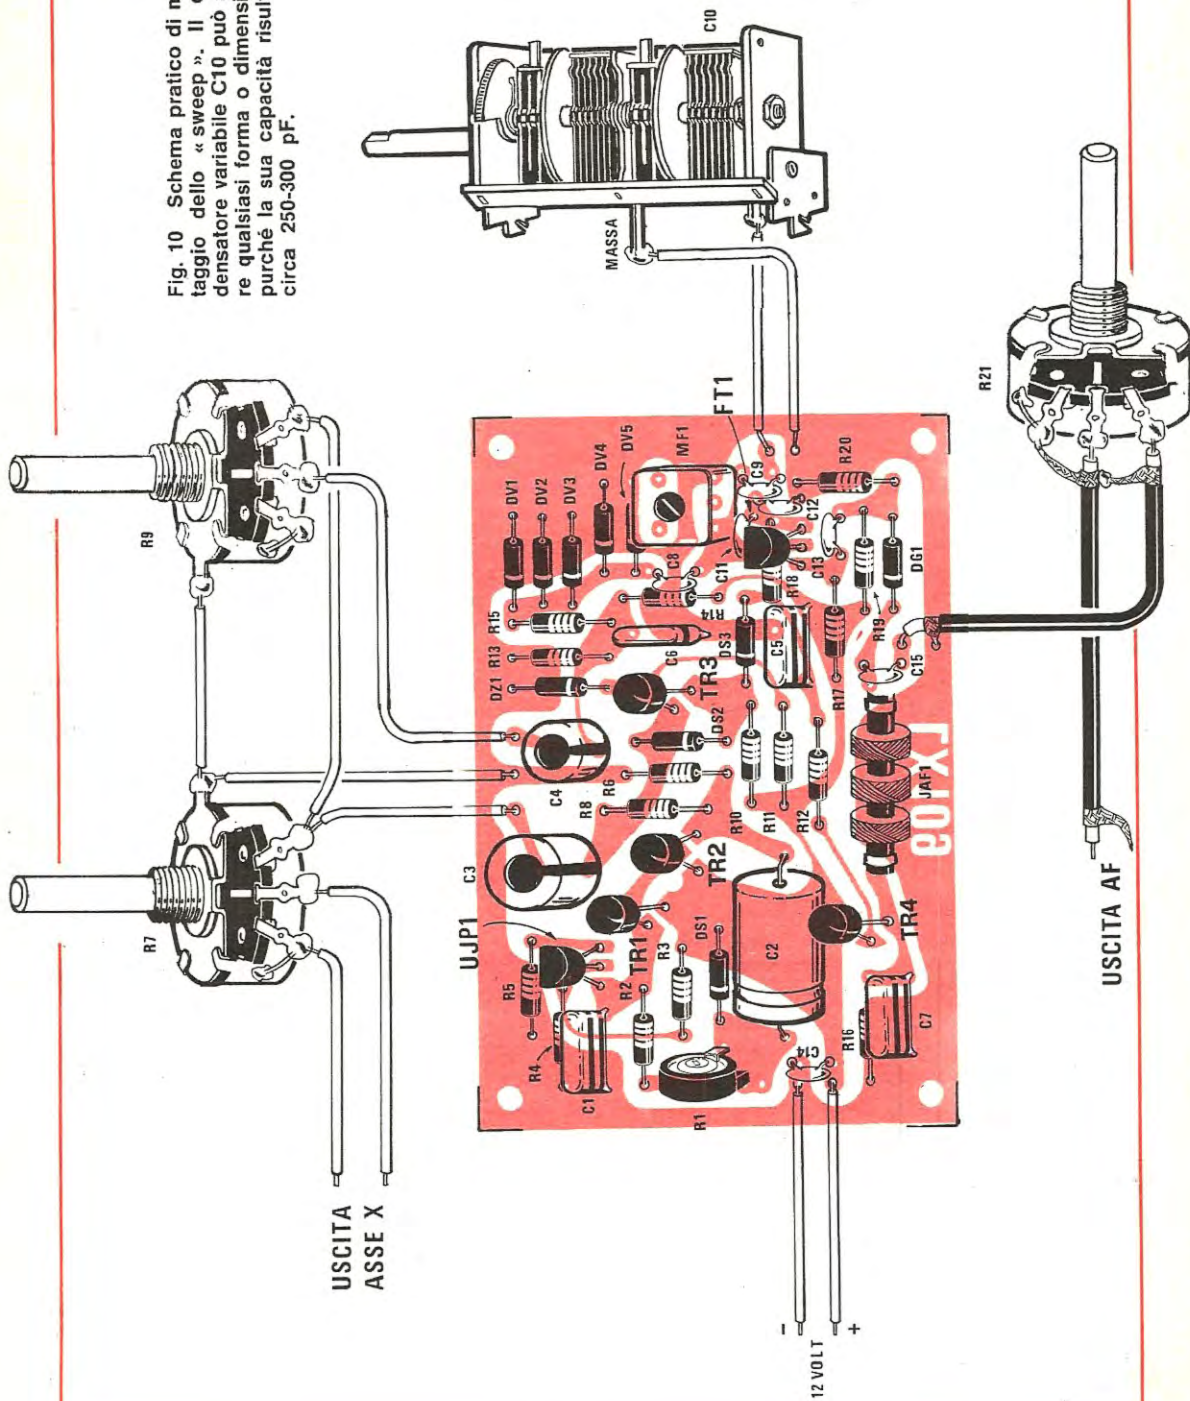 Fig. 10 Schema pratico di
taggio dello « sweep ». Il
densatore variabile C10 può
re qualsiasi forma o dimensi
purché la sua capacità risul
circa 250-300 pF.
C10
MASSA
R9
R7
R21
USCITA
ASSE X
USCITA AF
12 VOLT
-
+
UJP1
C3
C4
DZ1
R13
R15
DV1
DV2
DV3
DV4
DV5
MF1
FT1
R5
R4
C1
R2
TR1
R3
DS1
R1
TR2
R8
R6
DS2
TR3
C6
R14
C8
DS3
C5
C11
R18
C9
C12
C13
R20
R10
R11
R12
R17
R19
DG1
C2
C14
R16
C7
TR4
JAF1
C15
LX109